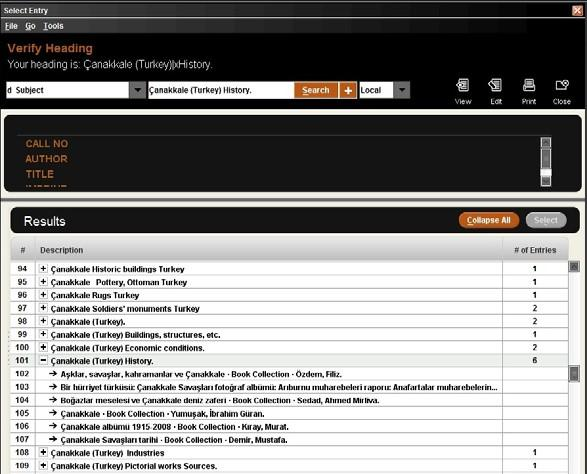 Select Entry
File Go Tools
Verify Heading
Your heading is: Çanakkale (Turkey)|xHistory.
d Subject Çanakkale (Turkey) History. Search + Local View Edit Print Close
CALL NO
AUTHOR
TITLE
Results Collapse All Select
# Description # of Entries
94 Çanakkale Historic buildings Turkey 1
95 Çanakkale Pottery, Ottoman Turkey 1
96 Çanakkale Rugs Turkey 1
97 Çanakkale Soldiers' monuments Turkey 2
98 Çanakkale (Turkey). 2
99 Çanakkale (Turkey) Buildings, structures, etc. 1
100 Çanakkale (Turkey) Economic conditions. 2
101 Çanakkale (Turkey) History. 6
102 → Aşklar, savaşlar, kahramanlar ve Çanakkale - Book Collection - Özdem, Filiz.
103 → Bir hürriyet türküsü: Çanakkale Savaşları fotoğraf albümü: Arıburnu muharebeleri raporu: Anafartalar muharebelerin...
104 → Boğazlar meselesi ve Çanakkale deniz zaferi - Book Collection - Sedad, Ahmed Mirliva.
105 → Çanakkale - Book Collection - Yumuşak, İbrahim Güran.
106 → Çanakkale albümü 1915-2008 - Book Collection - Kıray, Murat.
107 → Çanakkale Savaşları tarihi - Book Collection - Demir, Mustafa.
108 Çanakkale (Turkey) Industries 1
109 Çanakkale (Turkey) Pictorial works Sources. 1